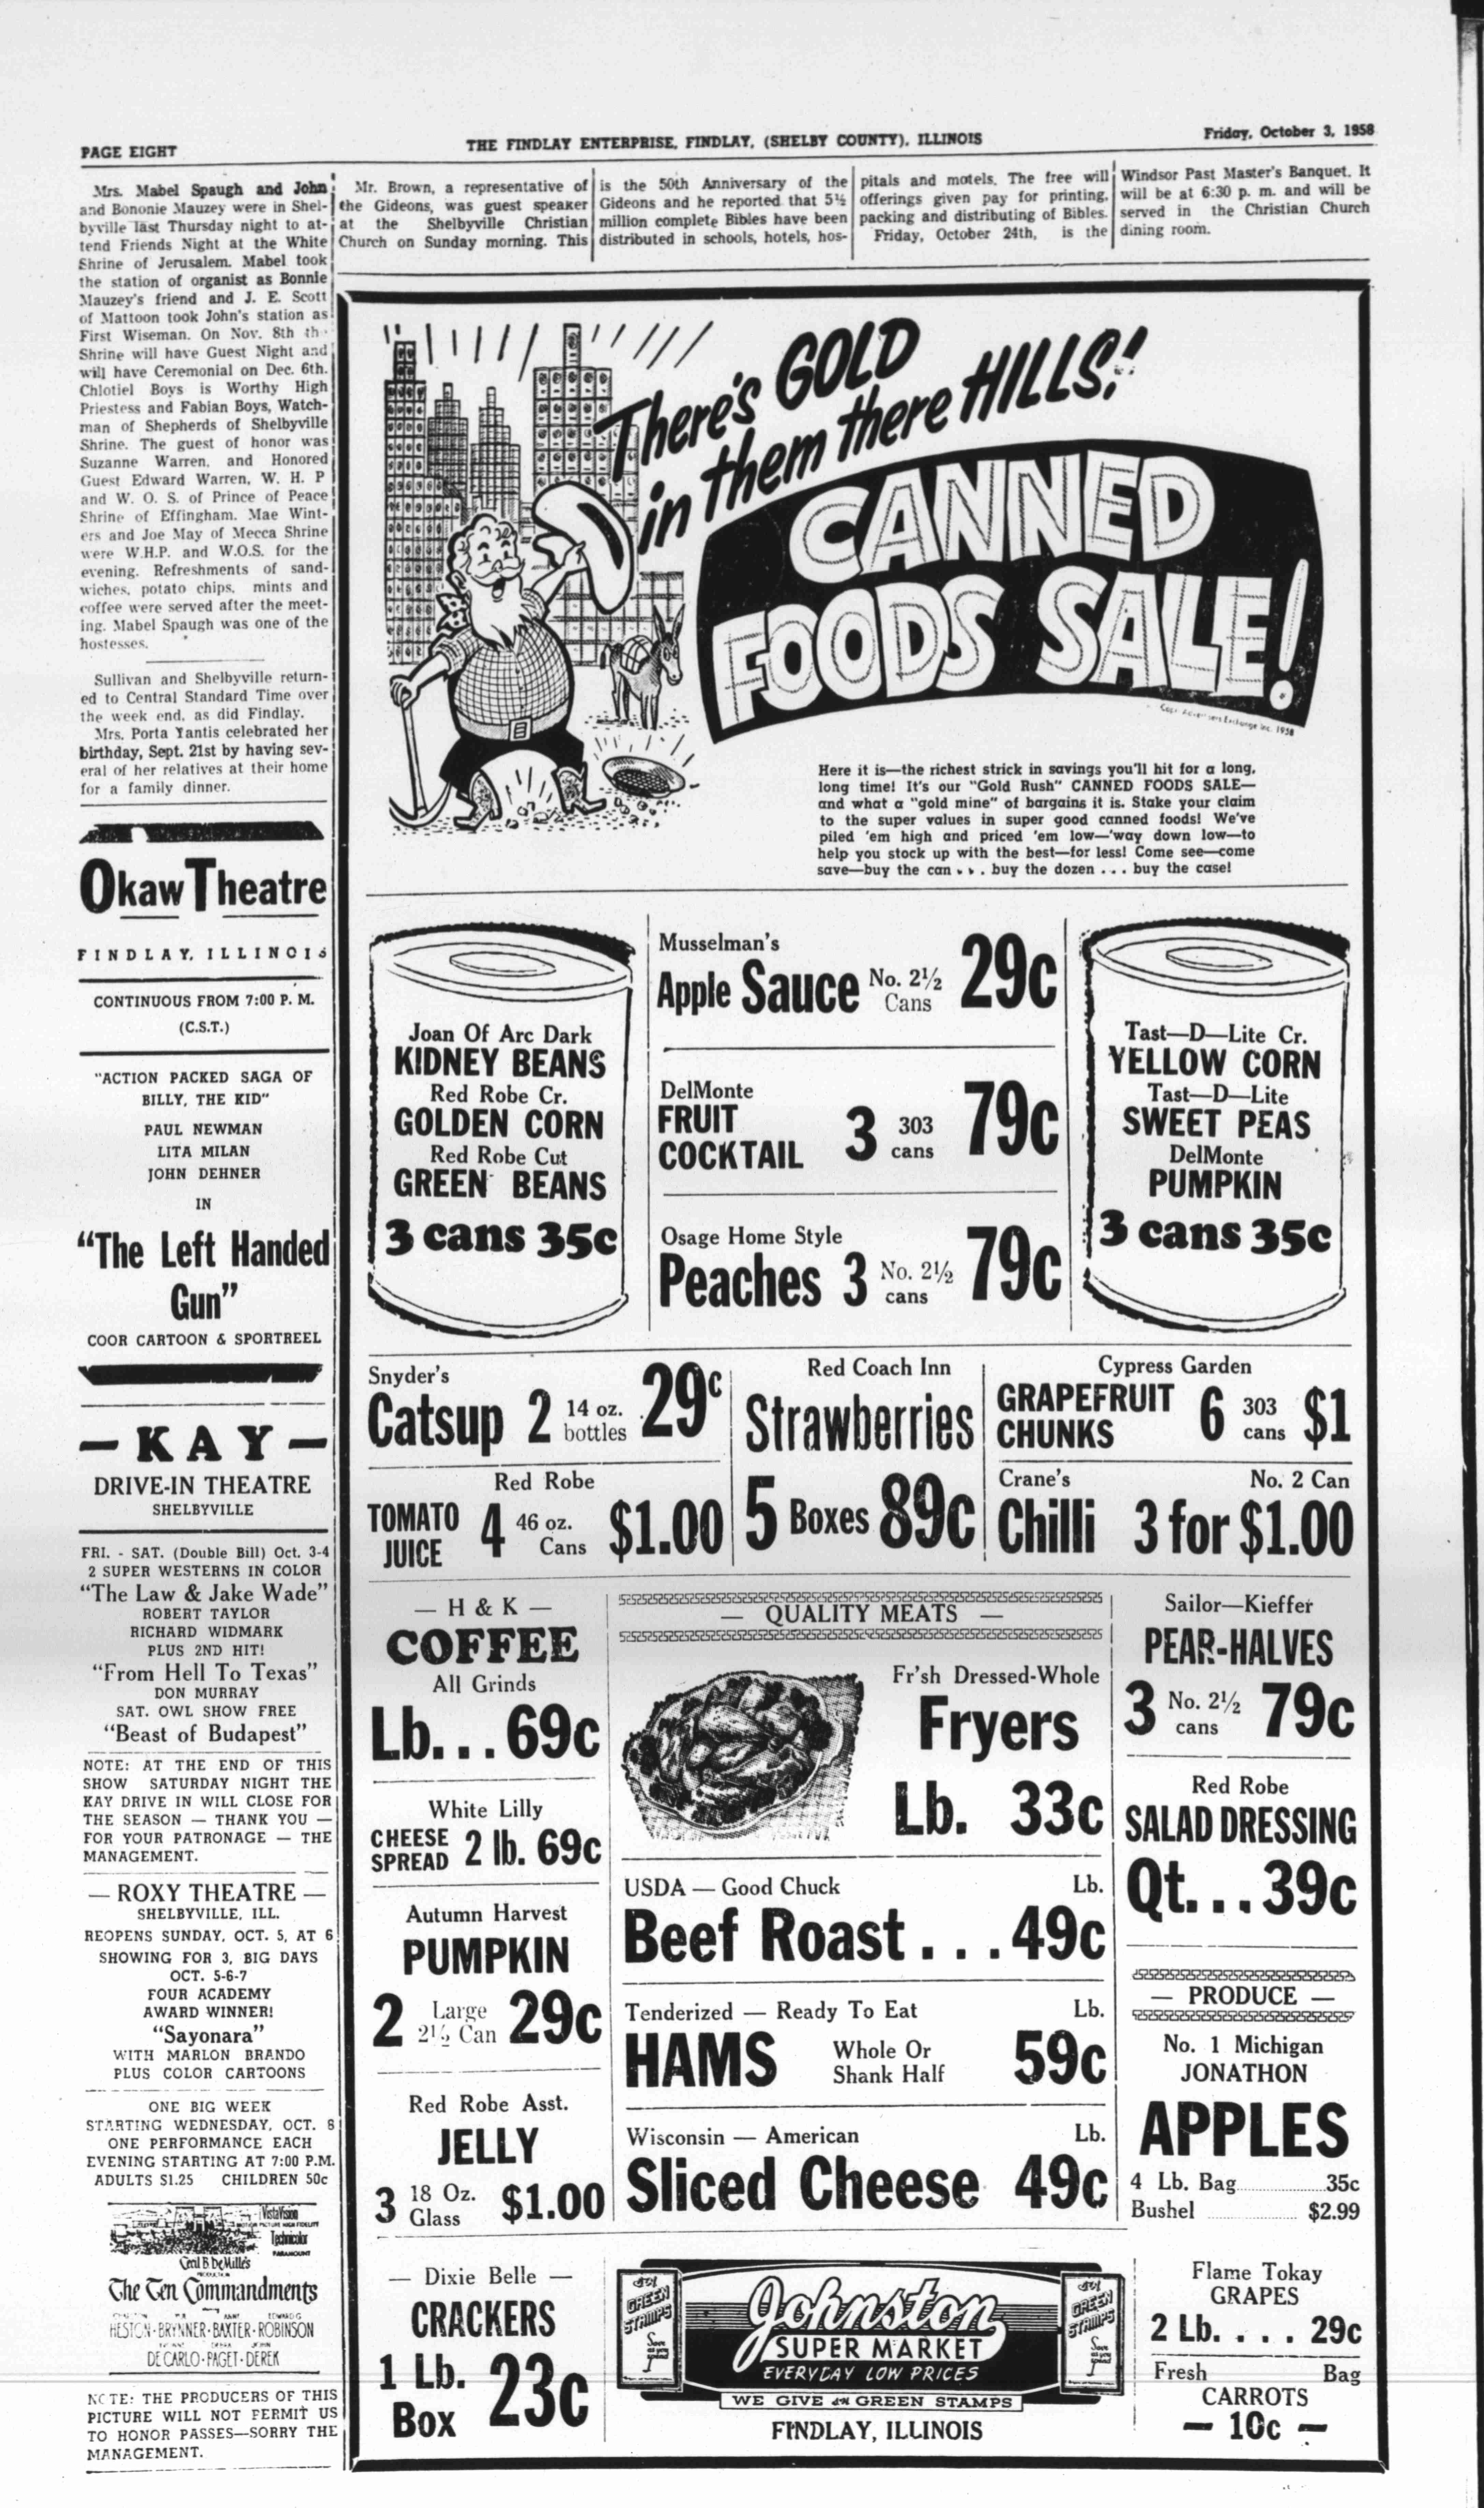 PAGE EIGHT
THE FINDLAY ENTERPRISE, FINDLAY, (SHELBY COUNTY), ILLINOIS
Friday, October 3, 1958
Mrs. Mabel Spaugh and John
and Bononie Mauzey were in Shel-
byville last Thursday night to at-
tend Friends Night at the White
Shrine of Jerusalem. Mabel took
the station of organist as Bonnie
Mauzey's friend and J. E. Scott
of Mattoon took John's station as
First Wiseman. On Nov. 8th th
Shrine will have Guest Night and
will have Ceremonial on Dec. 6th.
Chlotiel Boys is Worthy High
Priestess and Fabian Boys, Watch-
man of Shepherds of Shelbyville
Shrine. The guest of honor was
Suzanne Warren, and Honored
Guest Edward Warren, W. H. P
and W. O. S. of Prince of Peace
Shrine of Effingham. Mae Wint-
ers and Joe May of Mecca Shrine
were W.H.P. and W.O.S. for the
evening. Refreshments of sand-
wiches, potato chips, mints and
coffee were served after the meet-
ing. Mabel Spaugh was one of the
hostesses.
Sullivan and Shelbyville return-
ed to Central Standard Time over
the week end, as did Findlay.
Mrs. Porta Yantis celebrated her
birthday, Sept. 21st by having sev-
eral of her relatives at their home
for a family dinner.
Mr. Brown, a representative of
the Gideons, was guest speaker
at the Shelbyville Christian
Church on Sunday morning. This
is the 50th Anniversary of the
Gideons and he reported that 5½
million complete Bibles have been
distributed in schools, hotels, hos-
pitals and motels. The free will
offerings given pay for printing,
packing and distributing of Bibles.
Friday, October 24th, is the
Windsor Past Master's Banquet. It
will be at 6:30 p. m. and will be
served in the Christian Church
dining room.
Okaw Theatre
FINDLAY, ILLINOIS
CONTINUOUS FROM 7:00 P. M.
(C.S.T.)
"ACTION PACKED SAGA OF
BILLY, THE KID"
PAUL NEWMAN
LITA MILAN
JOHN DEHNER
IN
"The Left Handed
Gun"
COOR CARTOON & SPORTREEL
— KAY —
DRIVE-IN THEATRE
SHELBYVILLE
FRI. - SAT. (Double Bill) Oct. 3-4
2 SUPER WESTERNS IN COLOR
"The Law & Jake Wade"
ROBERT TAYLOR
RICHARD WIDMARK
PLUS 2ND HIT!
"From Hell To Texas"
DON MURRAY
SAT. OWL SHOW FREE
"Beast of Budapest"
NOTE: AT THE END OF THIS
SHOW SATURDAY NIGHT THE
KAY DRIVE IN WILL CLOSE FOR
THE SEASON — THANK YOU —
FOR YOUR PATRONAGE — THE
MANAGEMENT.
— ROXY THEATRE —
SHELBYVILLE, ILL.
REOPENS SUNDAY, OCT. 5, AT 6
SHOWING FOR 3, BIG DAYS
OCT. 5-6-7
FOUR ACADEMY
AWARD WINNER!
"Sayonara"
WITH MARLON BRANDO
PLUS COLOR CARTOONS
ONE BIG WEEK
STARTING WEDNESDAY, OCT. 8
ONE PERFORMANCE EACH
EVENING STARTING AT 7:00 P.M.
ADULTS $1.25 CHILDREN 50c
VistaVision
MOTION PICTURE HIGH FIDELITY
Technicolor
PARAMOUNT
Cecil B. DeMille's
PRODUCTION
The Ten Commandments
HESTON · BRYNNER · BAXTER · ROBINSON
DE CARLO · PAGET · DEREK
NOTE: THE PRODUCERS OF THIS
PICTURE WILL NOT PERMIT US
TO HONOR PASSES—SORRY THE
MANAGEMENT.
There's GOLD
in them there HILLS!
CANNED
FOODS SALE!
Copr. Advertisers Exchange Inc. 1958
Here it is—the richest strick in savings you'll hit for a long,
long time! It's our "Gold Rush" CANNED FOODS SALE—
and what a "gold mine" of bargains it is. Stake your claim
to the super values in super good canned foods! We've
piled 'em high and priced 'em low—'way down low—to
help you stock up with the best—for less! Come see—come
save—buy the can . . . buy the dozen . . . buy the case!
Joan Of Arc Dark
KIDNEY BEANS
Red Robe Cr.
GOLDEN CORN
Red Robe Cut
GREEN BEANS
3 cans 35c
Musselman's
Apple Sauce No. 2½ Cans 29c
DelMonte
FRUIT
COCKTAIL 3 303 cans 79c
Osage Home Style
Peaches 3 No. 2½ cans 79c
Tast—D—Lite Cr.
YELLOW CORN
Tast—D—Lite
SWEET PEAS
DelMonte
PUMPKIN
3 cans 35c
Snyder's
Catsup 2 14 oz. bottles 29c
Red Robe
TOMATO
JUICE 4 46 oz. Cans $1.00
Red Coach Inn
Strawberries
5 Boxes 89c
Cypress Garden
GRAPEFRUIT
CHUNKS 6 303 cans $1
Crane's No. 2 Can
Chilli 3 for $1.00
— H & K —
COFFEE
All Grinds
Lb. . . 69c
White Lilly
CHEESE
SPREAD 2 lb. 69c
Autumn Harvest
PUMPKIN
2 Large 2½ Can 29c
Red Robe Asst.
JELLY
3 18 Oz. Glass $1.00
— Dixie Belle —
CRACKERS
1 Lb.
Box 23c
— QUALITY MEATS —
Fr'sh Dressed-Whole
Fryers
Lb. 33c
USDA — Good Chuck Lb.
Beef Roast . . . 49c
Tenderized — Ready To Eat Lb.
HAMS Whole Or Shank Half 59c
Wisconsin — American Lb.
Sliced Cheese 49c
GREEN STAMPS
Johnston
SUPER MARKET
EVERYDAY LOW PRICES
WE GIVE S&H GREEN STAMPS
GREEN STAMPS
FINDLAY, ILLINOIS
Sailor—Kieffer
PEAR-HALVES
3 No. 2½ cans 79c
Red Robe
SALAD DRESSING
Qt. . . 39c
— PRODUCE —
No. 1 Michigan
JONATHON
APPLES
4 Lb. Bag 35c
Bushel $2.99
Flame Tokay
GRAPES
2 Lb. . . . . 29c
Fresh Bag
CARROTS
— 10c —